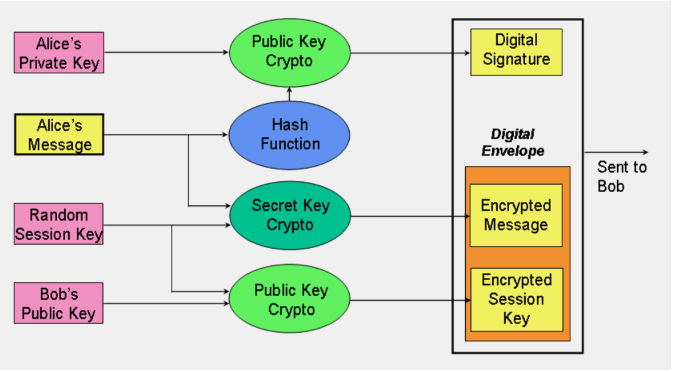 Alice's
Private Key
Public Key
Crypto
Digital
Signature
Alice's
Message
Hash
Function
Digital
Envelope
Sent to
Bob
Random
Session Key
Secret Key
Crypto
Encrypted
Message
Bob's
Public Key
Public Key
Crypto
Encrypted
Session
Key